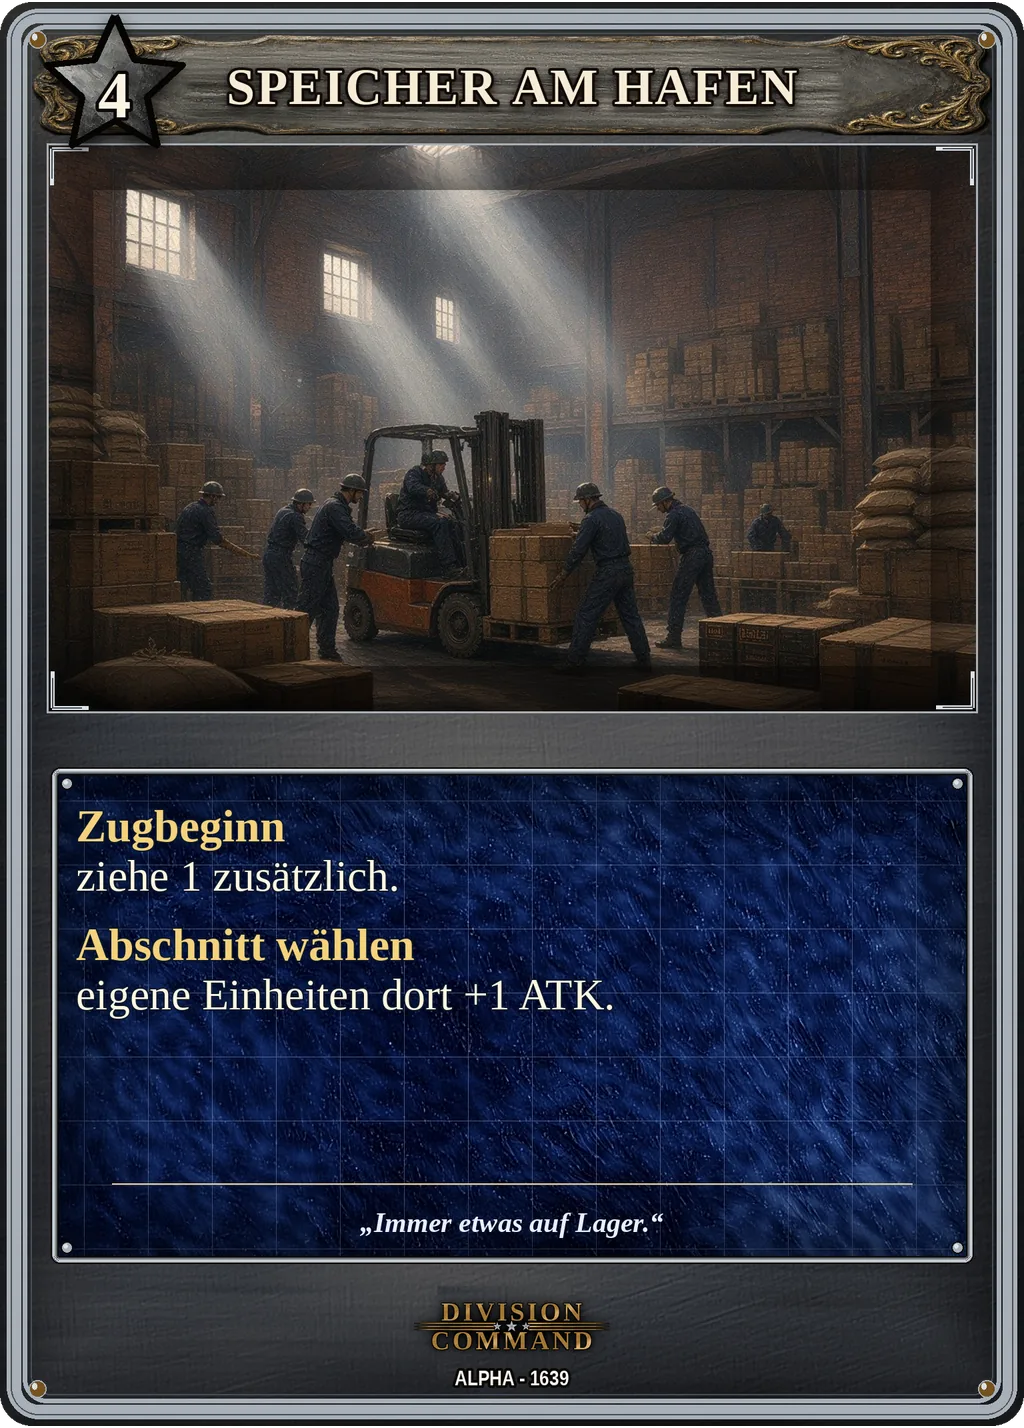 4
SPEICHER AM HAFEN
Zugbeginn
ziehe 1 zusätzlich.
Abschnitt wählen
eigene Einheiten dort +1 ATK.
„Immer etwas auf Lager.“
DIVISION
COMMAND
ALPHA - 1639